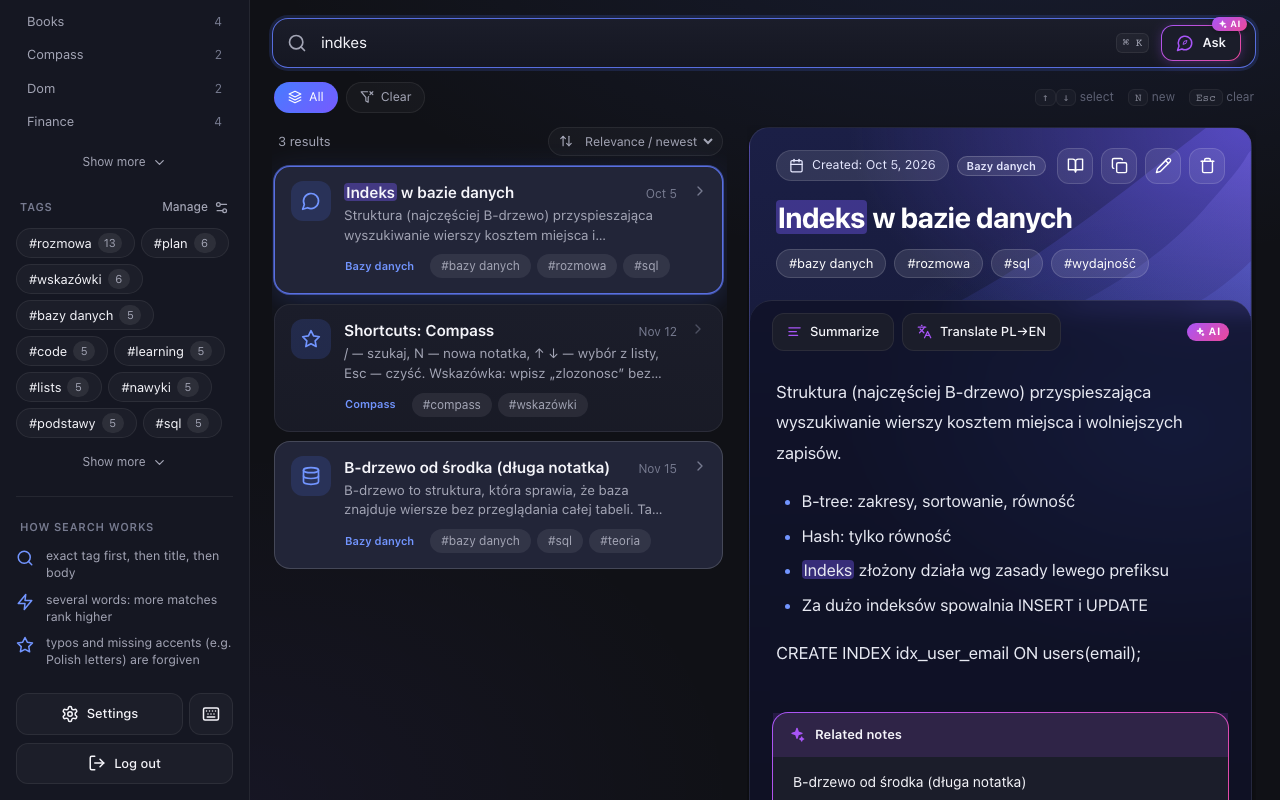 Books 4
Compass 2
Dom 2
Finance 4
Show more
TAGS Manage
#rozmowa 13 #plan 6
#wskazówki 6
#bazy danych 5
#code 5 #learning 5
#lists 5 #nawyki 5
#podstawy 5 #sql 5
Show more
HOW SEARCH WORKS
exact tag first, then title, then
body
several words: more matches
rank higher
typos and missing accents (e.g.
Polish letters) are forgiven
Settings
Log out
indkes
⌘ K
Ask
AI
All
Clear
↑ ↓ select N new Esc clear
3 results
Relevance / newest
Indeks w bazie danych Oct 5
Struktura (najczęściej B-drzewo) przyspieszająca
wyszukiwanie wierszy kosztem miejsca i…
Bazy danych #bazy danych #rozmowa #sql
Shortcuts: Compass Nov 12
/ — szukaj, N — nowa notatka, ↑ ↓ — wybór z listy,
Esc — czyść. Wskazówka: wpisz „zlozonosc” bez…
Compass #compass #wskazówki
B-drzewo od środka (długa notatka) Nov 15
B-drzewo to struktura, która sprawia, że baza
znajduje wiersze bez przeglądania całej tabeli. Ta…
Bazy danych #bazy danych #sql #teoria
Created: Oct 5, 2026 Bazy danych
Indeks w bazie danych
#bazy danych #rozmowa #sql #wydajność
Summarize Translate PL→EN AI
Struktura (najczęściej B-drzewo) przyspieszająca
wyszukiwanie wierszy kosztem miejsca i wolniejszych
zapisów.
• B-tree: zakresy, sortowanie, równość
• Hash: tylko równość
• Indeks złożony działa wg zasady lewego prefiksu
• Za dużo indeksów spowalnia INSERT i UPDATE
CREATE INDEX idx_user_email ON users(email);
Related notes
B-drzewo od środka (długa notatka)